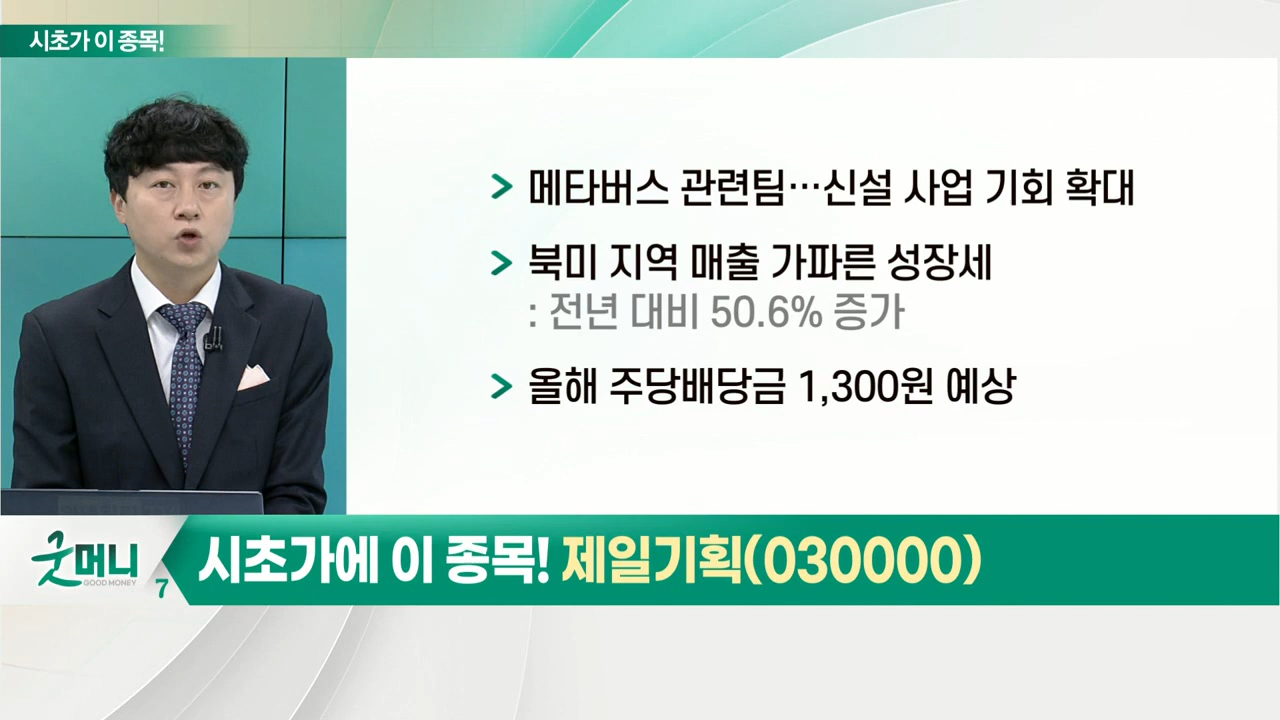 시초가 이 종목!
> 메타버스 관련팀…신설 사업 기회 확대
> 북미 지역 매출 가파른 성장세
: 전년 대비 50.6% 증가
> 올해 주당배당금 1,300원 예상
굿머니
GOOD MONEY
7
시초가에 이 종목! 제일기획(030000)